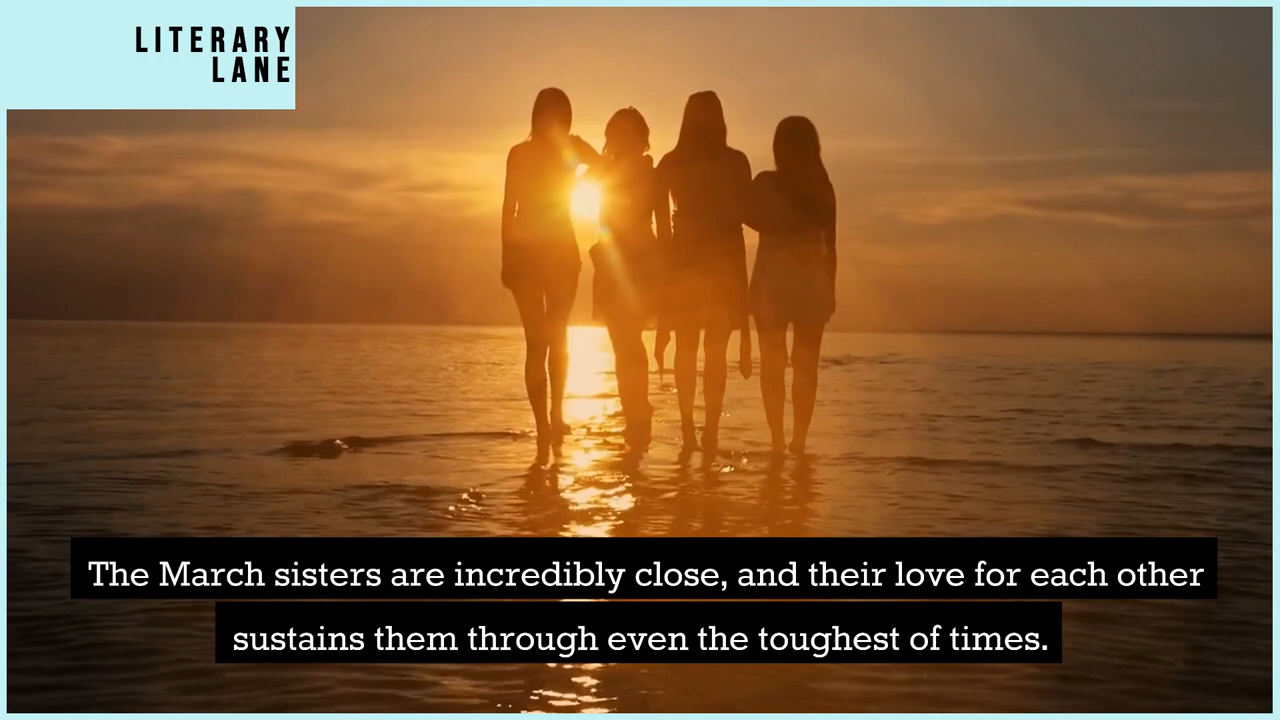 LITERARY
LANE
The March sisters are incredibly close, and their love for each other
sustains them through even the toughest of times.